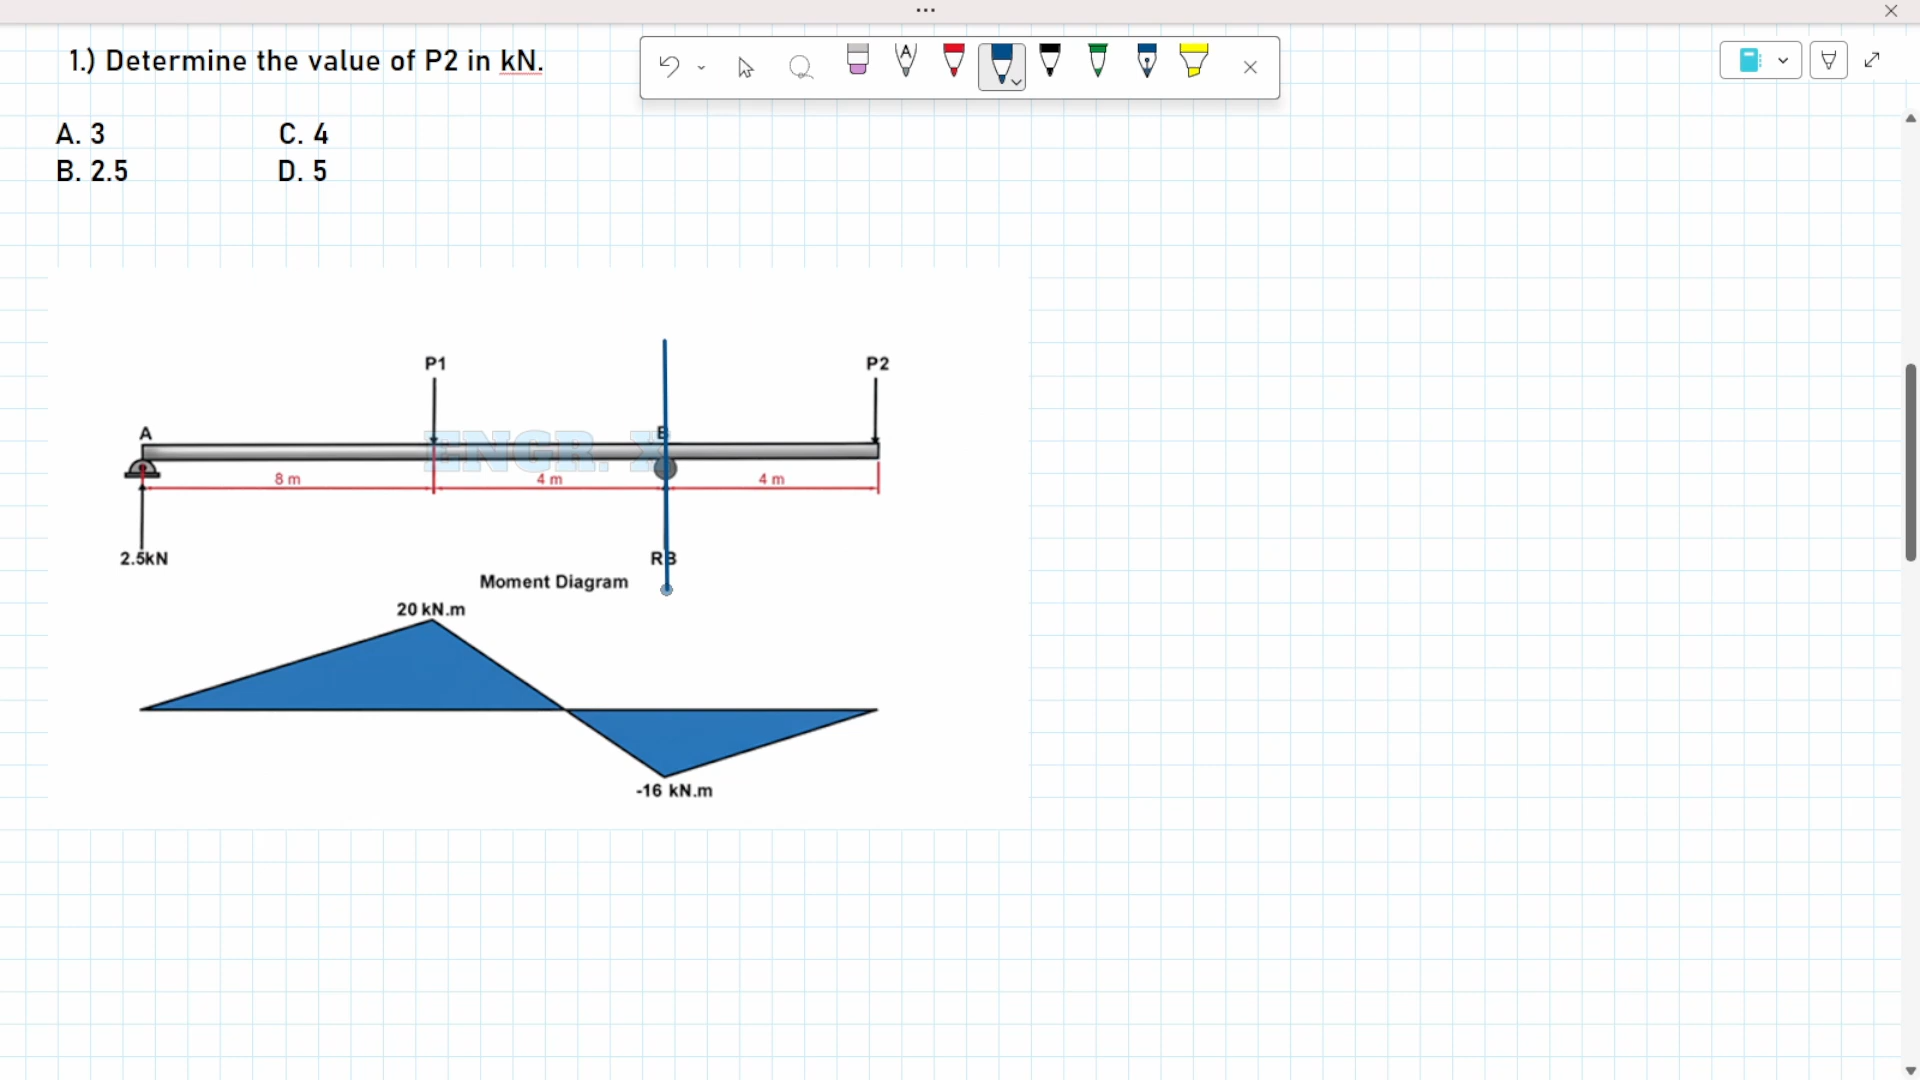 1.) Determine the value of P2 in kN.
A. 3
C. 4
B. 2.5
D. 5
P1
P2
A
B
ENGR. X
8 m
4 m
4 m
2.5kN
RB
Moment Diagram
20 kN.m
-16 kN.m